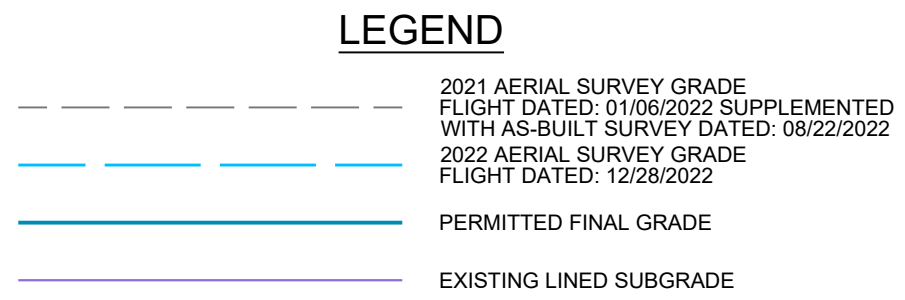 LEGEND
2021 AERIAL SURVEY GRADE
FLIGHT DATED: 01/06/2022 SUPPLEMENTED
WITH AS-BUILT SURVEY DATED: 08/22/2022
2022 AERIAL SURVEY GRADE
FLIGHT DATED: 12/28/2022
PERMITTED FINAL GRADE
EXISTING LINED SUBGRADE